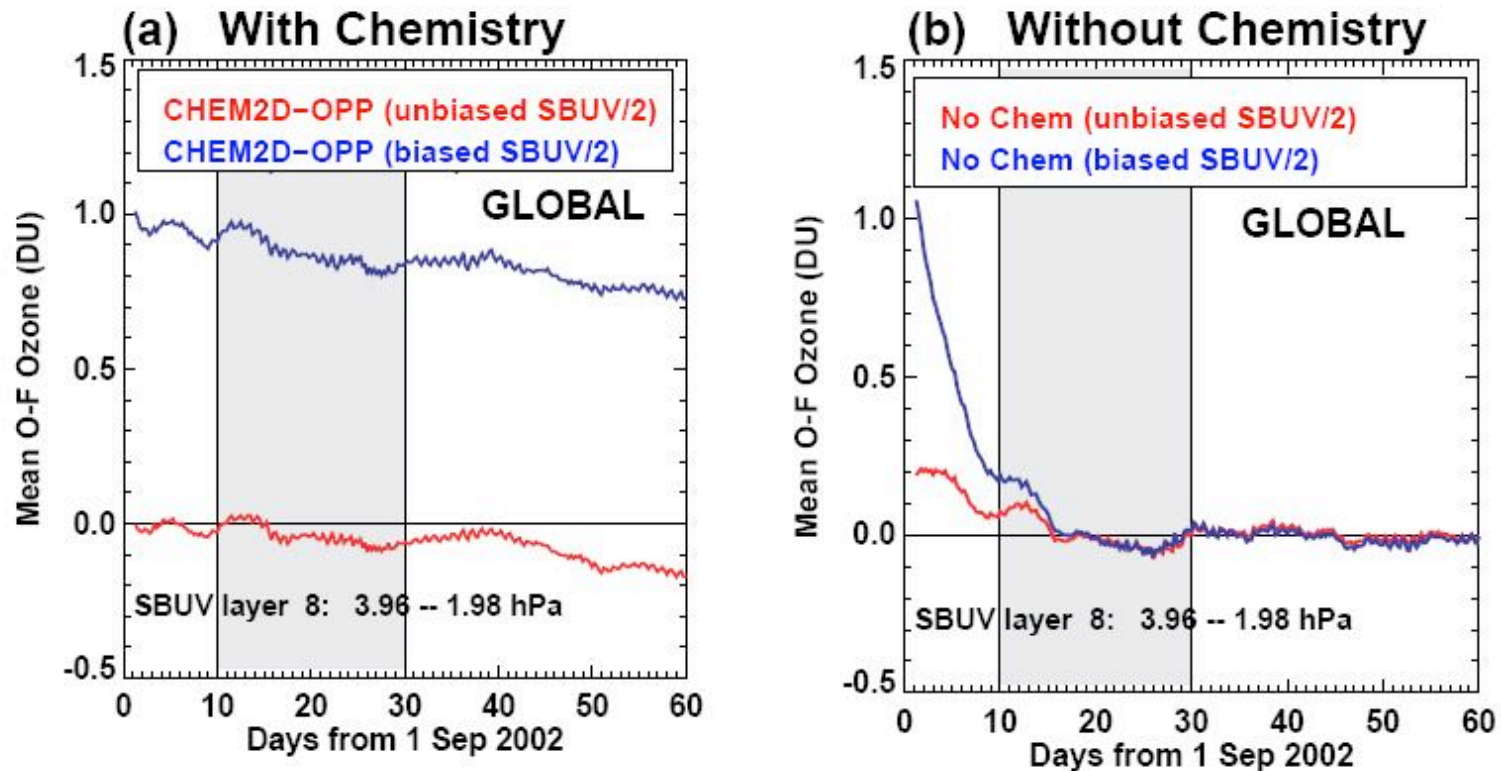 (a) With Chemistry
1.5
1.0
0.5
0.0
-0.5
Mean O-F Ozone (DU)
CHEM2D-OPP (unbiased SBUV/2)
CHEM2D-OPP (biased SBUV/2)
GLOBAL
SBUV layer 8: 3.96 -- 1.98 hPa
0 10 20 30 40 50 60
Days from 1 Sep 2002
(b) Without Chemistry
1.5
1.0
0.5
0.0
-0.5
Mean O-F Ozone (DU)
No Chem (unbiased SBUV/2)
No Chem (biased SBUV/2)
GLOBAL
SBUV layer 8: 3.96 -- 1.98 hPa
0 10 20 30 40 50 60
Days from 1 Sep 2002